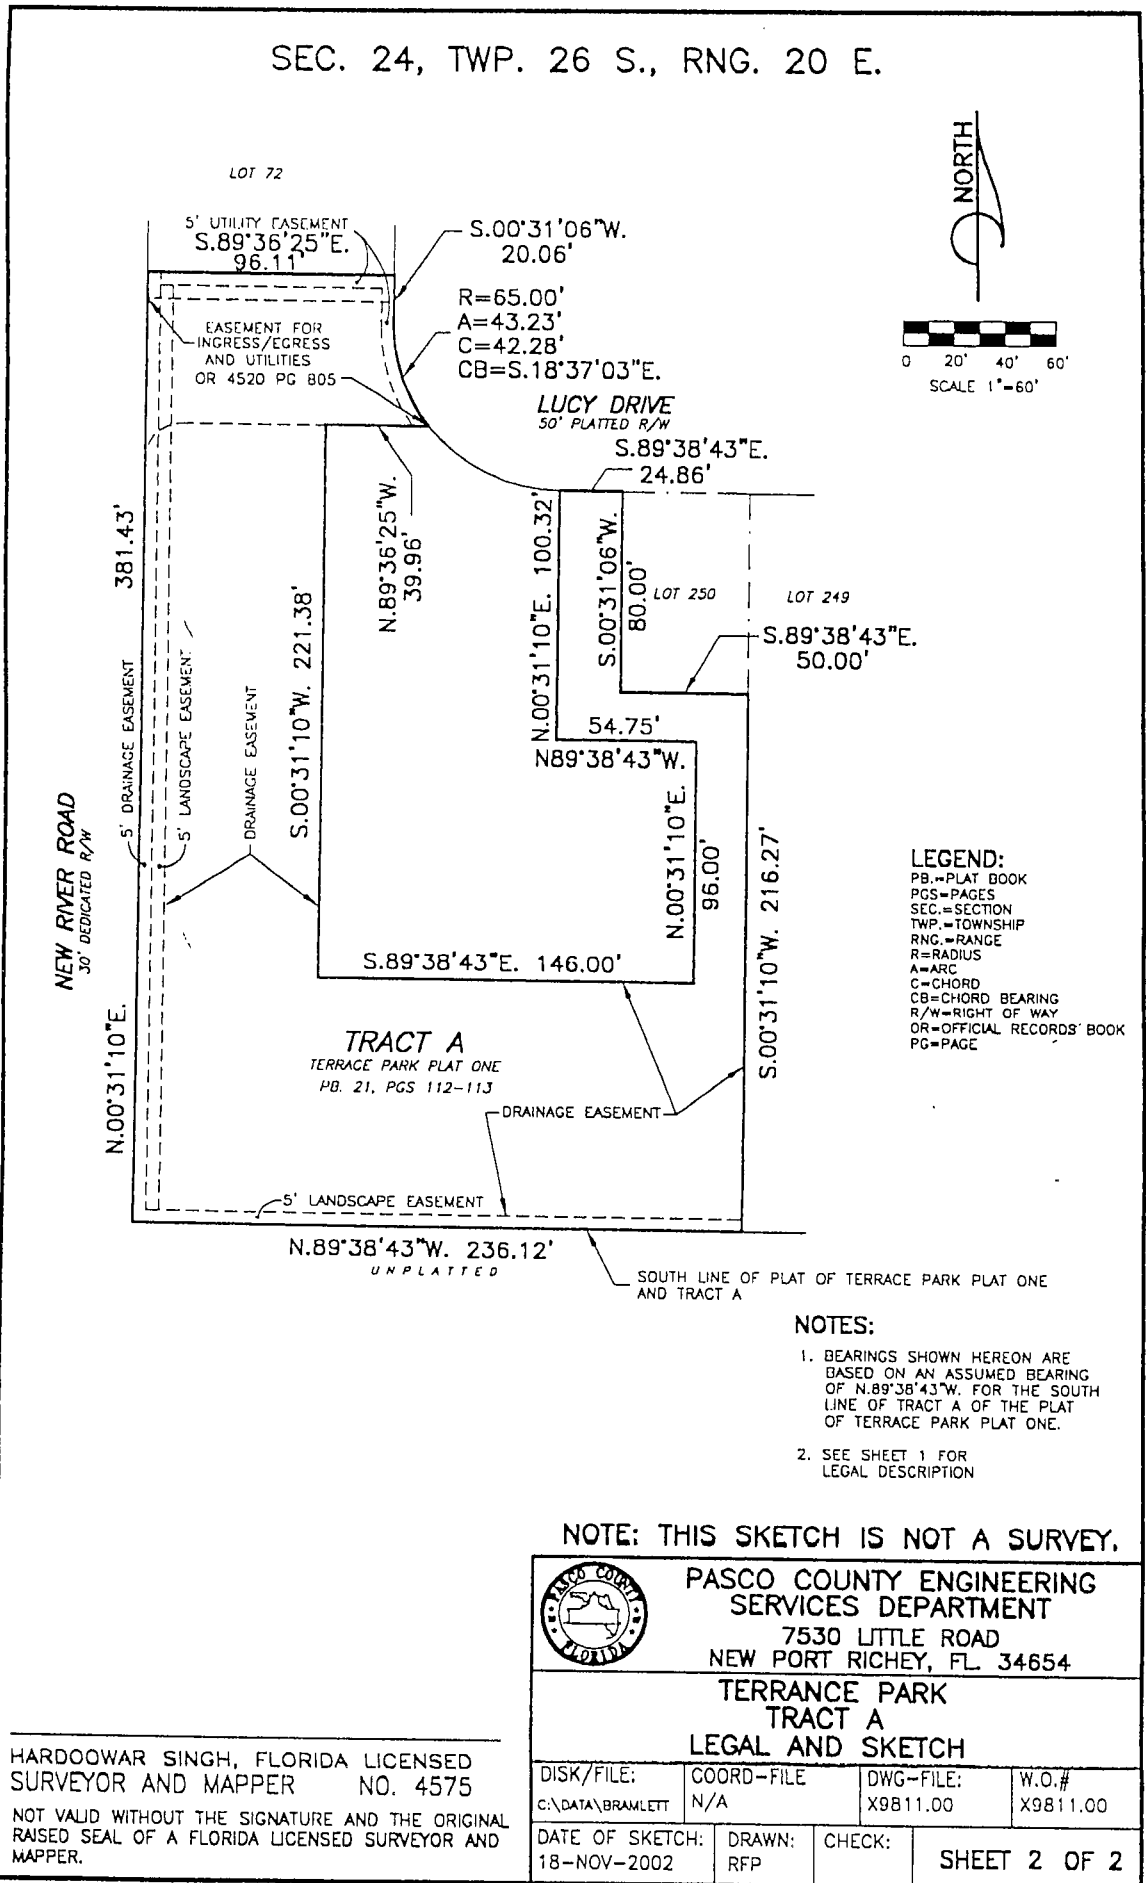 SEC. 24, TWP. 26 S., RNG. 20 E.
NORTH
LOT 72
5' UTILITY EASEMENT
S.89°36'25"E.
96.11'
S.00°31'06"W.
20.06'
R=65.00'
A=43.23'
C=42.28'
CB=S.18°37'03"E.
EASEMENT FOR
INGRESS/EGRESS
AND UTILITIES
OR 4520 PG 805
0 20' 40' 60'
SCALE 1"=60'
LUCY DRIVE
50' PLATTED R/W
S.89°38'43"E.
24.86'
N.89°36'25"W.
39.96'
381.43'
N.00°31'10"E.
S.00°31'10"W. 221.38'
N.00°31'10"E. 100.32'
S.00°31'06"W.
80.00'
LOT 250
LOT 249
S.89°38'43"E.
50.00'
54.75'
N89°38'43"W.
N.00°31'10"E.
96.00'
S.00°31'10"W. 216.27'
5' DRAINAGE EASEMENT
5' LANDSCAPE EASEMENT
DRAINAGE EASEMENT
NEW RIVER ROAD
30' DEDICATED R/W
S.89°38'43"E. 146.00'
LEGEND:
PB.=PLAT BOOK
PGS=PAGES
SEC.=SECTION
TWP.=TOWNSHIP
RNG.=RANGE
R=RADIUS
A=ARC
C=CHORD
CB=CHORD BEARING
R/W=RIGHT OF WAY
OR=OFFICIAL RECORDS BOOK
PG=PAGE
TRACT A
TERRACE PARK PLAT ONE
PB. 21, PGS 112-113
DRAINAGE EASEMENT
5' LANDSCAPE EASEMENT
N.89°38'43"W. 236.12'
UNPLATTED
SOUTH LINE OF PLAT OF TERRACE PARK PLAT ONE
AND TRACT A
NOTES:
1. BEARINGS SHOWN HEREON ARE
BASED ON AN ASSUMED BEARING
OF N.89°38'43"W. FOR THE SOUTH
LINE OF TRACT A OF THE PLAT
OF TERRACE PARK PLAT ONE.
2. SEE SHEET 1 FOR
LEGAL DESCRIPTION
NOTE: THIS SKETCH IS NOT A SURVEY.
PASCO COUNTY
FLORIDA
PASCO COUNTY ENGINEERING
SERVICES DEPARTMENT
7530 LITTLE ROAD
NEW PORT RICHEY, FL. 34654
TERRANCE PARK
TRACT A
LEGAL AND SKETCH
DISK/FILE: COORD-FILE DWG-FILE: W.O.#
C:\DATA\BRAMLETT N/A X9811.00 X9811.00
DATE OF SKETCH: DRAWN: CHECK:
18-NOV-2002 RFP SHEET 2 OF 2
HARDOOWAR SINGH, FLORIDA LICENSED
SURVEYOR AND MAPPER NO. 4575
NOT VALID WITHOUT THE SIGNATURE AND THE ORIGINAL
RAISED SEAL OF A FLORIDA LICENSED SURVEYOR AND
MAPPER.